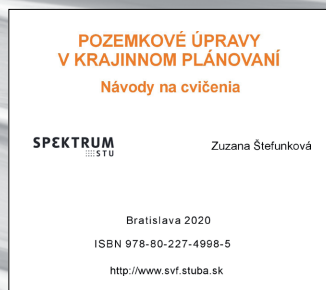 POZEMKOVÉ ÚPRAVY
V KRAJINNOM PLÁNOVANÍ
Návody na cvičenia
SPEKTRUM
STU
Zuzana Štefunková
Bratislava 2020
ISBN 978-80-227-4998-5
http://www.svf.stuba.sk